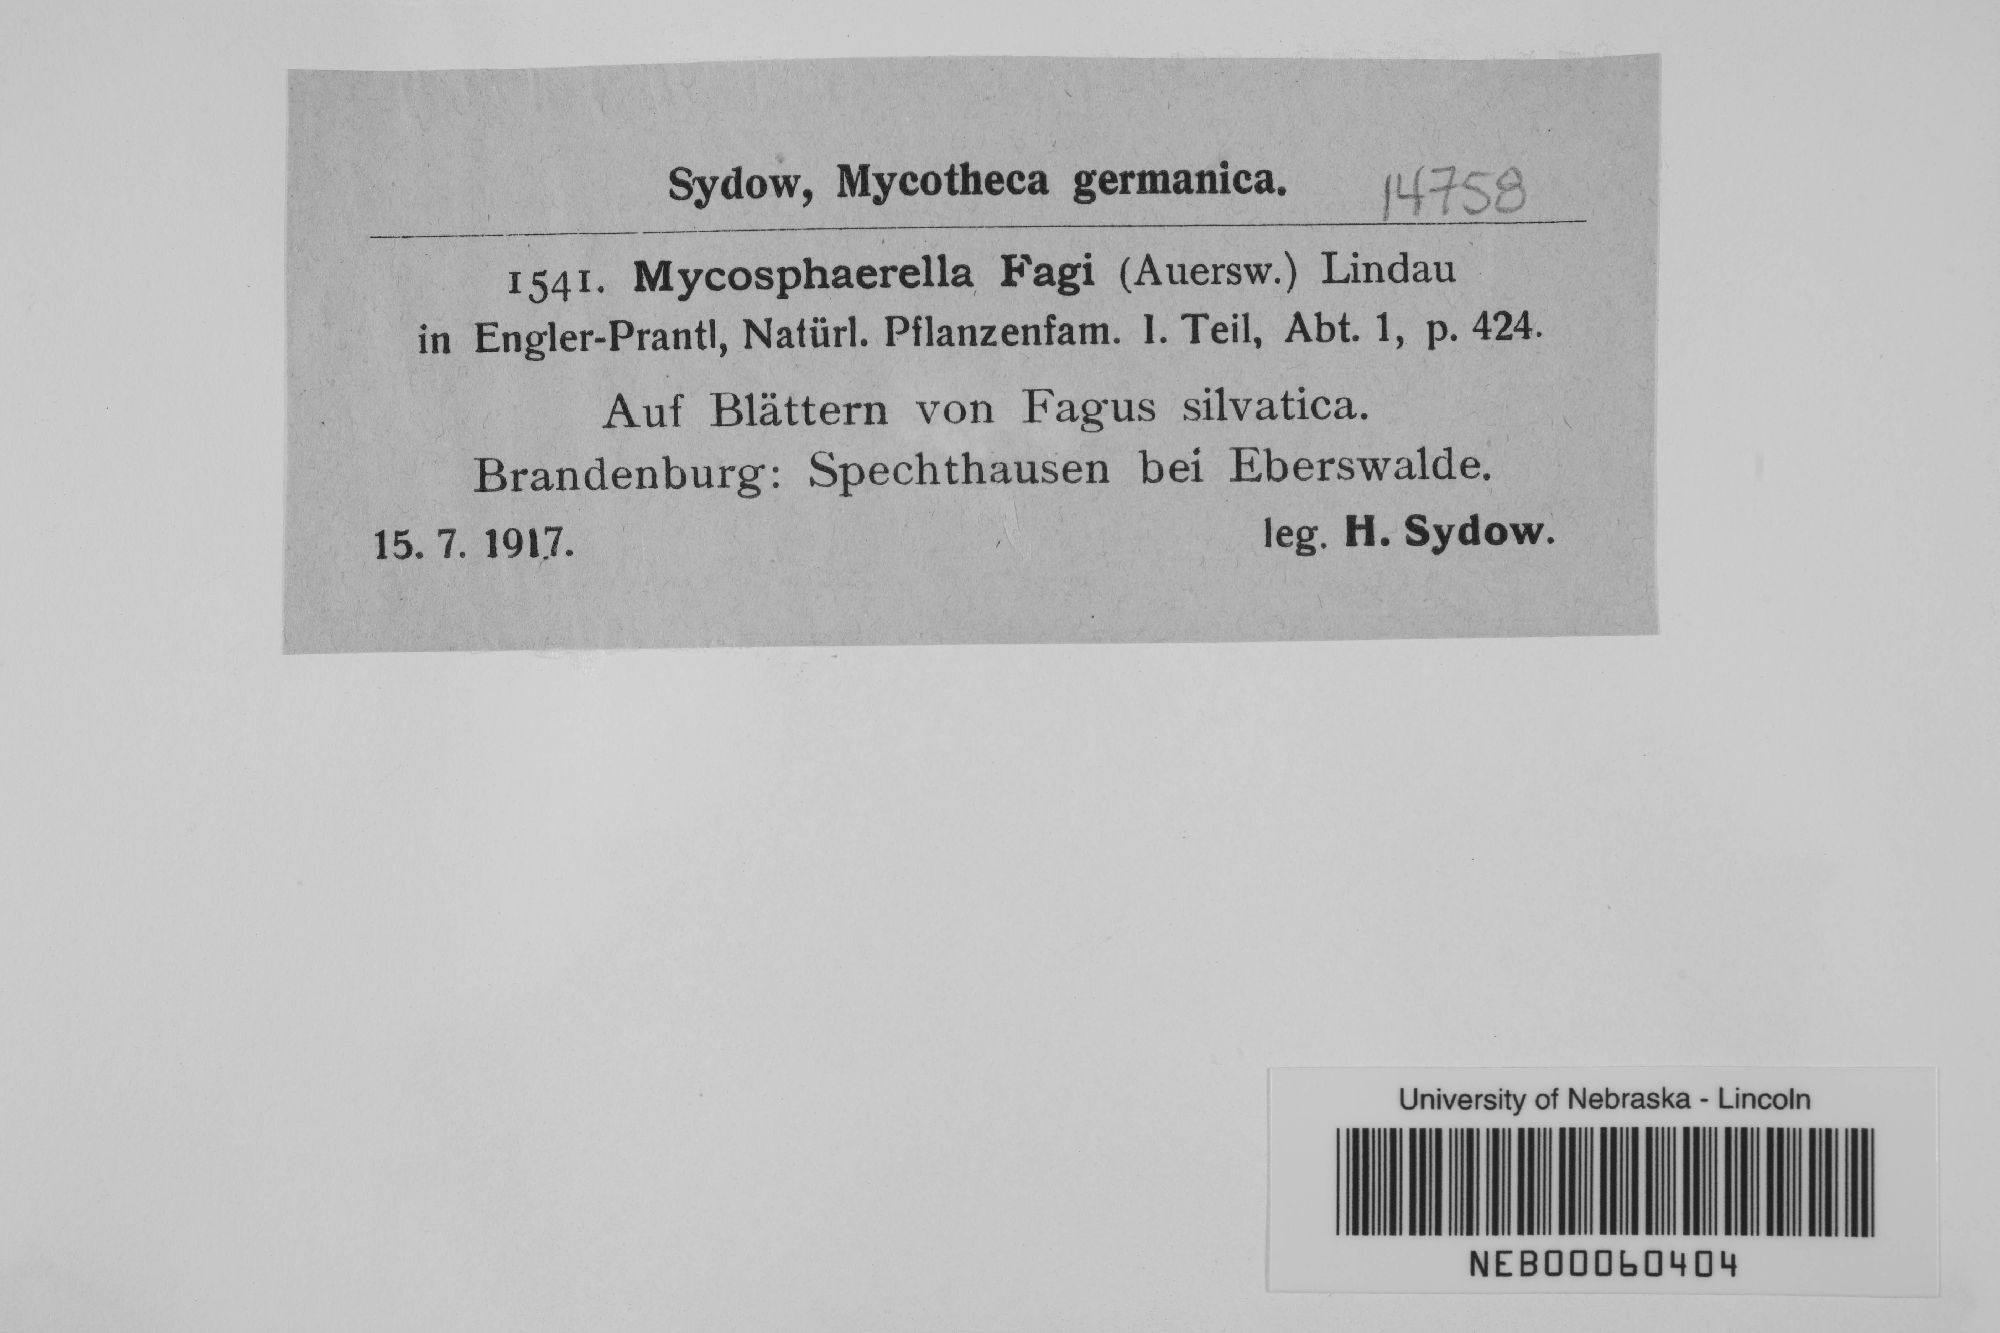 Sydow, Mycotheca germanica. 14758
1541. Mycosphaerella Fagi (Auersw.) Lindau
in Engler-Prantl, Natürl. Pflanzenfam. I. Teil, Abt. 1, p. 424.
Auf Blättern von Fagus silvatica.
Brandenburg: Spechthausen bei Eberswalde.
15. 7. 1917. leg. H. Sydow.
University of Nebraska - Lincoln
NEB00060404